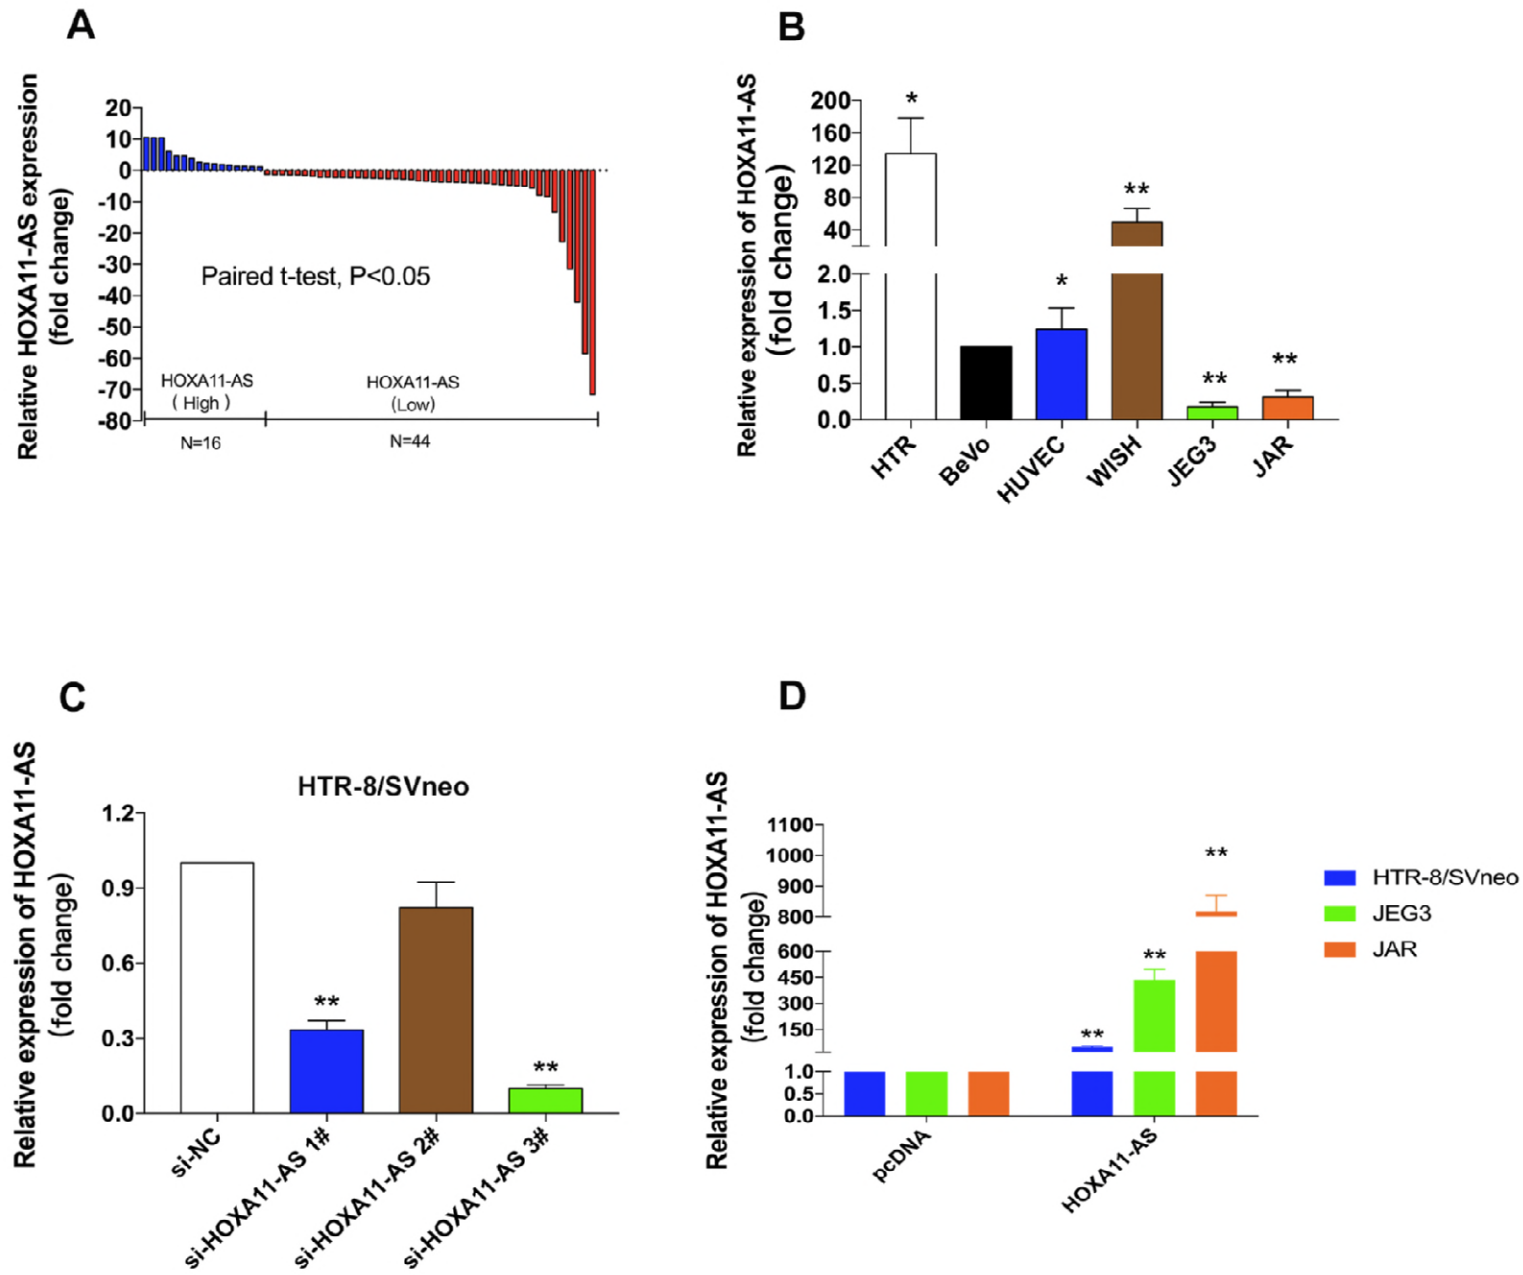 A
Relative HOXA11-AS expression
(fold change)
20
10
0
-10
-20
-30
-40
-50
-60
-70
-80
Paired t-test, P<0.05
HOXA11-AS
( High )
HOXA11-AS
(Low)
N=16
N=44
B
Relative expression of HOXA11-AS
(fold change)
200
160
120
80
40
2.0
1.5
1.0
0.5
0.0
*
*
**
**
**
HTR
BeVo
HUVEC
WISH
JEG3
JAR
C
HTR-8/SVneo
Relative expression of HOXA11-AS
(fold change)
1.2
0.9
0.6
0.3
0.0
**
**
si-NC
si-HOXA11-AS 1#
si-HOXA11-AS 2#
si-HOXA11-AS 3#
D
Relative expression of HOXA11-AS
(fold change)
1100
1000
900
800
600
450
300
150
1.0
0.5
0.0
**
**
**
pcDNA
HOXA11-AS
HTR-8/SVneo
JEG3
JAR